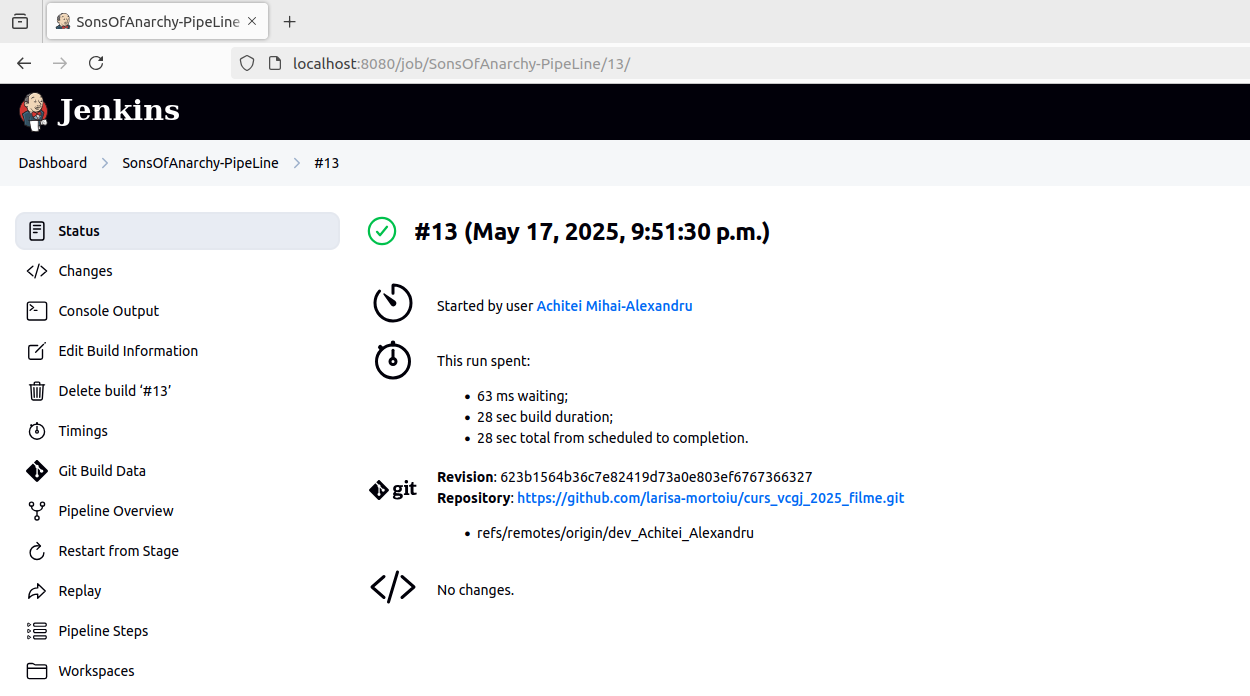 SonsOfAnarchy-PipeLine
localhost:8080/job/SonsOfAnarchy-PipeLine/13/
Jenkins
Dashboard SonsOfAnarchy-PipeLine #13
Status
Changes
Console Output
Edit Build Information
Delete build ‘#13’
Timings
Git Build Data
Pipeline Overview
Restart from Stage
Replay
Pipeline Steps
Workspaces
#13 (May 17, 2025, 9:51:30 p.m.)
Started by user Achitei Mihai-Alexandru
This run spent:
• 63 ms waiting;
• 28 sec build duration;
• 28 sec total from scheduled to completion.
git
Revision: 623b1564b36c7e82419d73a0e803ef6767366327
Repository: https://github.com/larisa-mortoiu/curs_vcgj_2025_filme.git
• refs/remotes/origin/dev_Achitei_Alexandru
No changes.